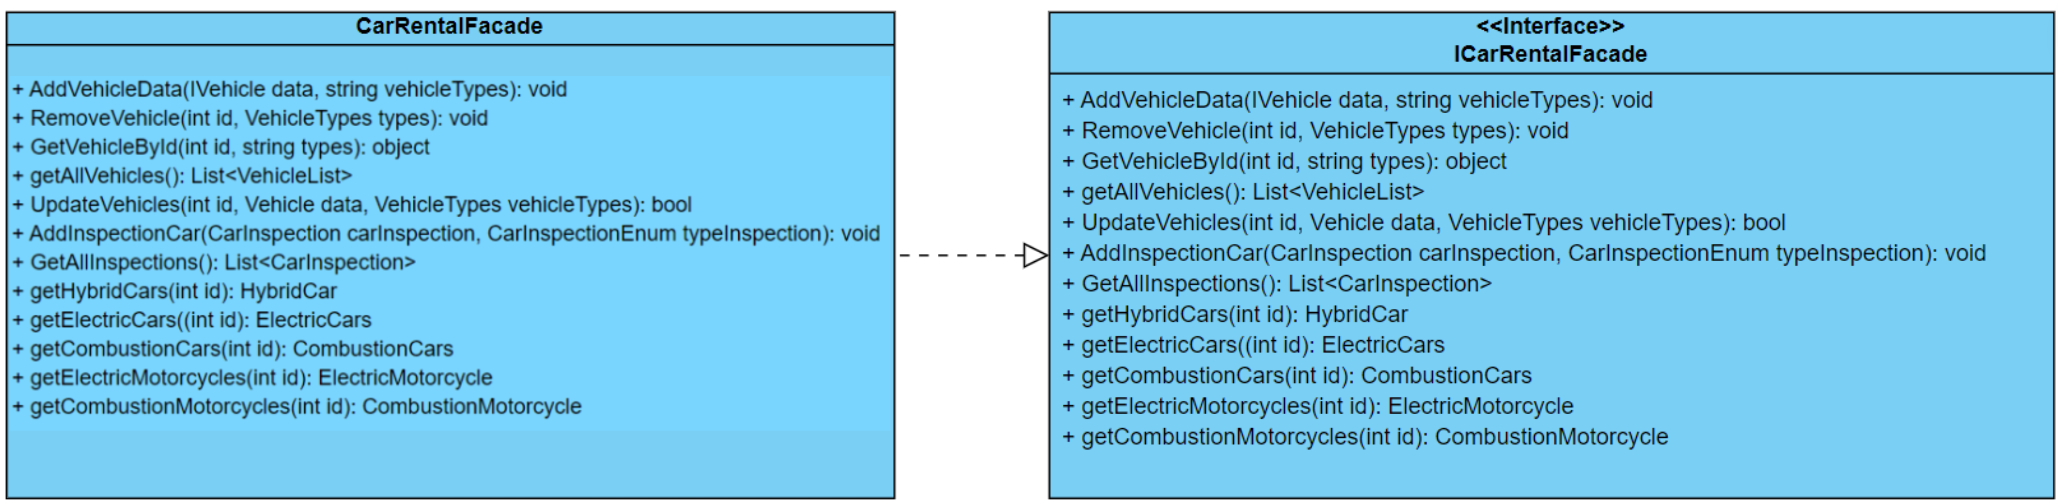 CarRentalFacade
+ AddVehicleData(IVehicle data, string vehicleTypes): void
+ RemoveVehicle(int id, VehicleTypes types): void
+ GetVehicleById(int id, string types): object
+ getAllVehicles(): List<VehicleList>
+ UpdateVehicles(int id, Vehicle data, VehicleTypes vehicleTypes): bool
+ AddInspectionCar(CarInspection carInspection, CarInspectionEnum typeInspection): void
+ GetAllInspections(): List<CarInspection>
+ getHybridCars(int id): HybridCar
+ getElectricCars((int id): ElectricCars
+ getCombustionCars(int id): CombustionCars
+ getElectricMotorcycles(int id): ElectricMotorcycle
+ getCombustionMotorcycles(int id): CombustionMotorcycle
<<Interface>>
ICarRentalFacade
+ AddVehicleData(IVehicle data, string vehicleTypes): void
+ RemoveVehicle(int id, VehicleTypes types): void
+ GetVehicleById(int id, string types): object
+ getAllVehicles(): List<VehicleList>
+ UpdateVehicles(int id, Vehicle data, VehicleTypes vehicleTypes): bool
+ AddInspectionCar(CarInspection carInspection, CarInspectionEnum typeInspection): void
+ GetAllInspections(): List<CarInspection>
+ getHybridCars(int id): HybridCar
+ getElectricCars((int id): ElectricCars
+ getCombustionCars(int id): CombustionCars
+ getElectricMotorcycles(int id): ElectricMotorcycle
+ getCombustionMotorcycles(int id): CombustionMotorcycle